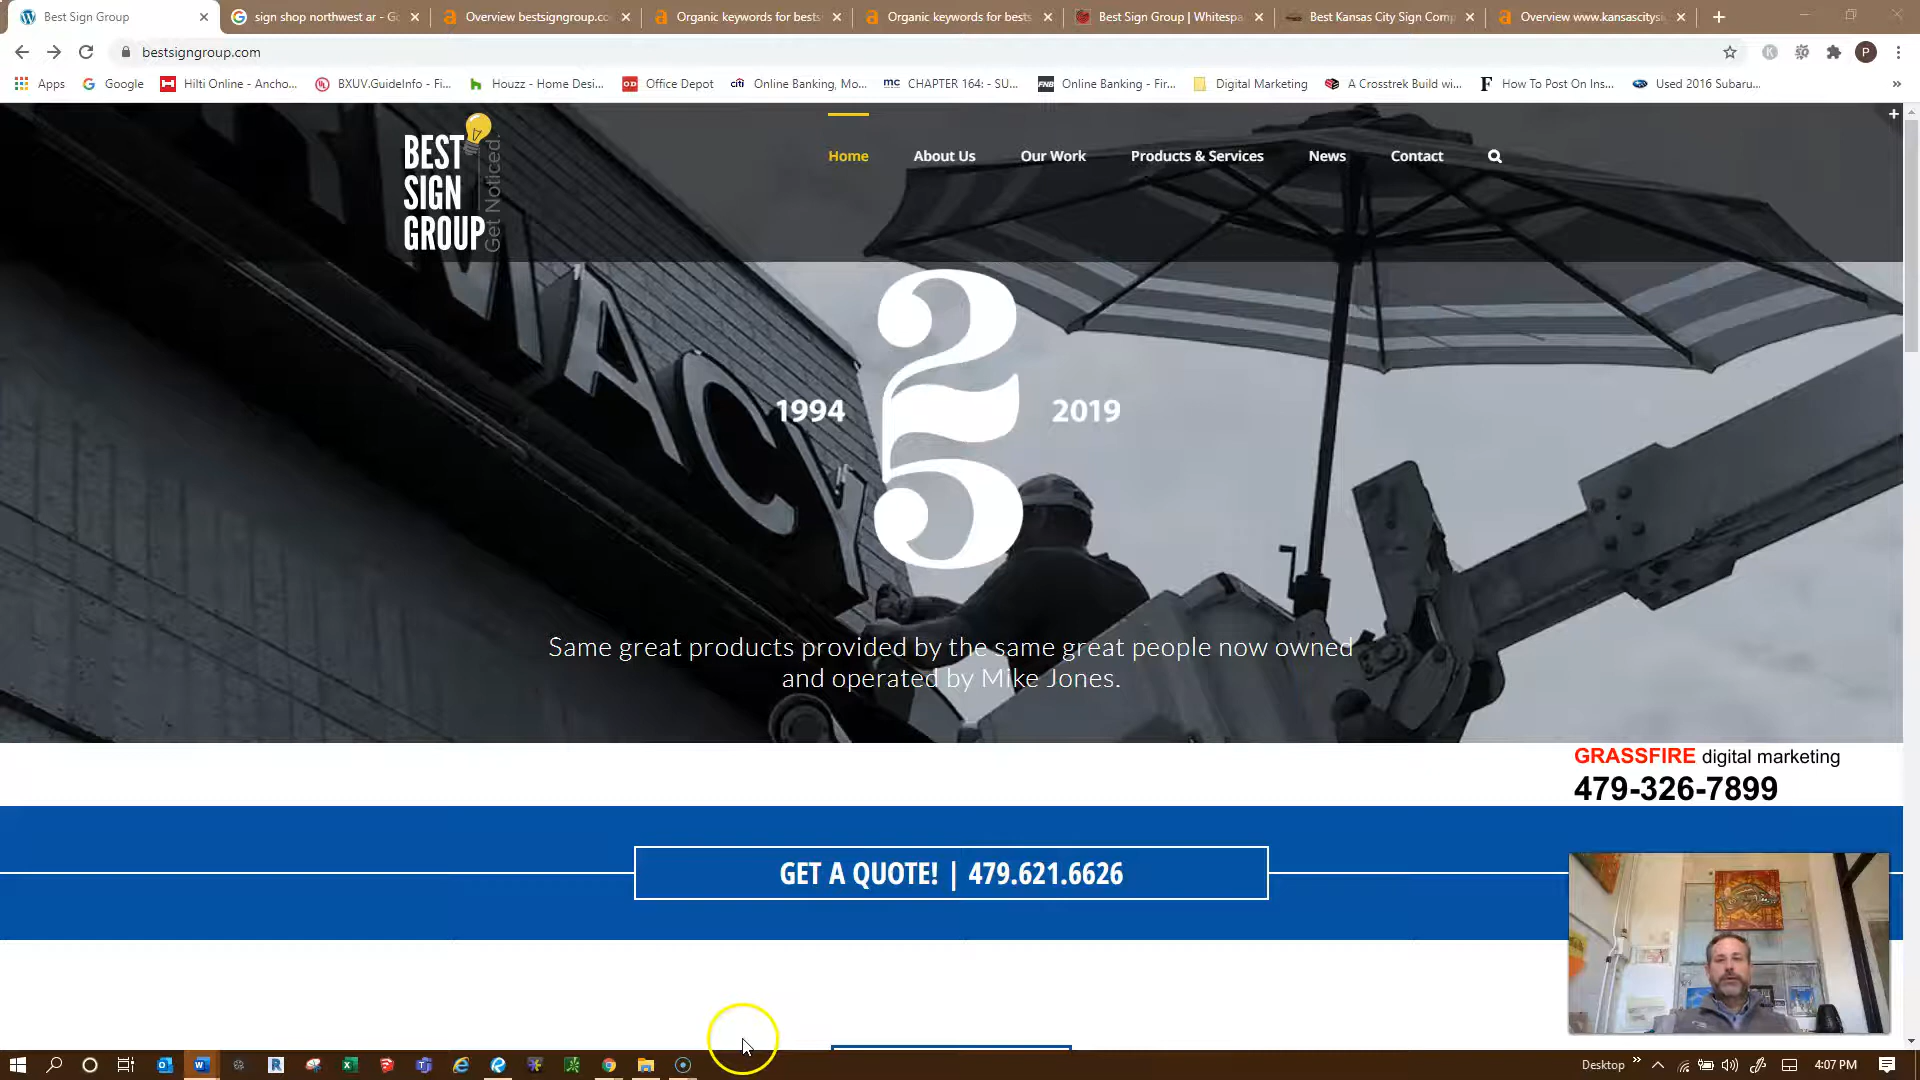 Best Sign Group
sign shop northwest ar - Go
Overview bestsigngroup.co
Organic keywords for bests
Organic keywords for bests
Best Sign Group | Whitespa
Best Kansas City Sign Comp
Overview www.kansascitysi
bestsigngroup.com
P
Apps
Google
Hilti Online - Ancho...
BXUV.GuideInfo - Fi...
Houzz - Home Desi...
Office Depot
Online Banking, Mo...
CHAPTER 164: - SU...
Online Banking - Fir...
Digital Marketing
A Crosstrek Build wi...
How To Post On Ins...
Used 2016 Subaru...
BEST
SIGN
GROUP
Get Noticed.
Home
About Us
Our Work
Products & Services
News
Contact
MACY
1994
25
2019
Same great products provided by the same great people now owned
and operated by Mike Jones.
GRASSFIRE digital marketing
479-326-7899
GET A QUOTE! | 479.621.6626
Desktop
4:07 PM